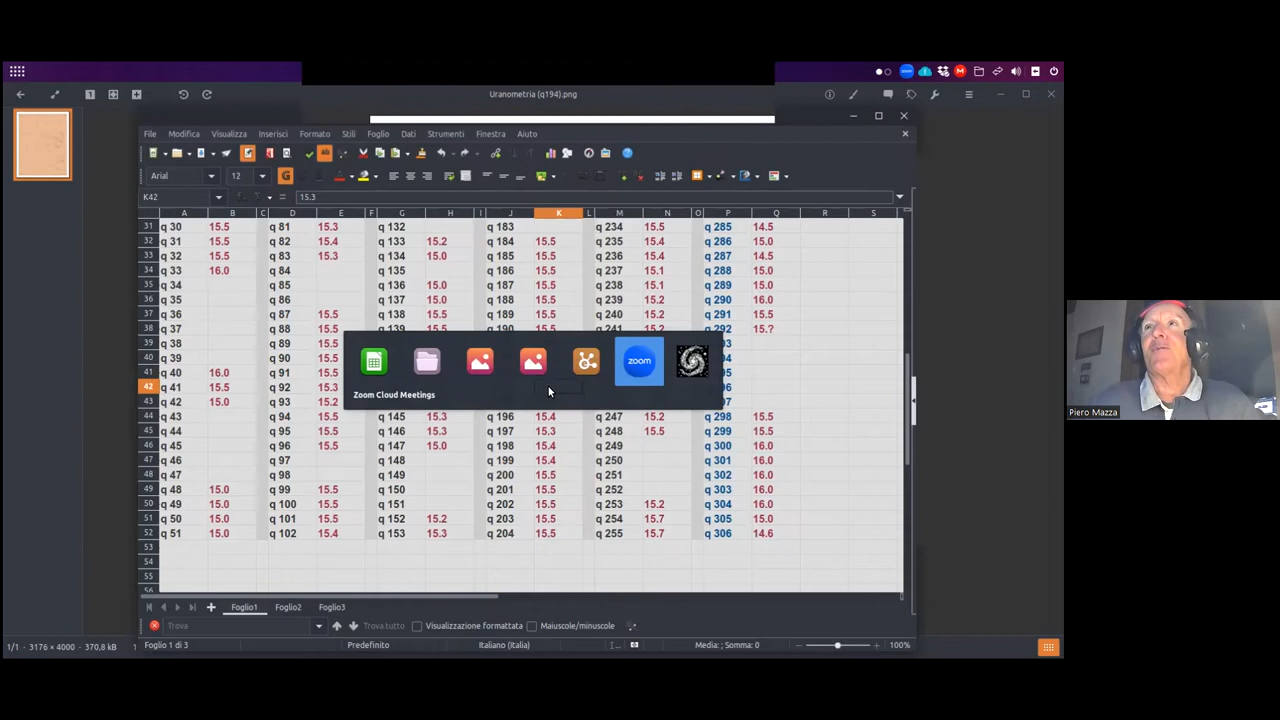 zoom
Uranometria (q194).png
File Modifica Visualizza Inserisci Formato Stili Foglio Dati Strumenti Finestra Aiuto
Arial 12 G
K42 15.3
A B C D E F G H I J K L M N O P Q R S
31 q 30 15.5 q 81 15.3 q 132 q 183 q 234 15.5 q 285 14.5
32 q 31 15.5 q 82 15.4 q 133 15.2 q 184 15.5 q 235 15.4 q 286 15.0
33 q 32 15.5 q 83 15.3 q 134 15.0 q 185 15.5 q 236 15.4 q 287 14.5
34 q 33 16.0 q 84 q 135 q 186 15.5 q 237 15.1 q 288 15.0
35 q 34 q 85 q 136 15.0 q 187 15.5 q 238 15.1 q 289 15.0
36 q 35 q 86 q 137 15.0 q 188 15.5 q 239 15.2 q 290 16.0
37 q 36 q 87 15.5 q 138 15.5 q 189 15.5 q 240 15.2 q 291 15.5
38 q 37 q 88 15.5 q 139 15.5 q 190 15.5 q 241 15.2 q 292 15.?
39 q 38 q 89 15.5 93
40 q 39 q 90 15.5 94
41 q 40 16.0 q 91 15.5 95
42 q 41 15.5 q 92 15.3 96
43 q 42 15.0 q 93 15.2 97
zoom
Zoom Cloud Meetings
44 q 43 q 94 15.5 q 145 15.3 q 196 15.4 q 247 15.2 q 298 15.5
45 q 44 q 95 15.5 q 146 15.3 q 197 15.3 q 248 15.5 q 299 15.5
46 q 45 q 96 15.5 q 147 15.0 q 198 15.4 q 249 q 300 16.0
47 q 46 q 97 q 148 q 199 15.4 q 250 q 301 16.0
48 q 47 q 98 q 149 q 200 15.5 q 251 q 302 16.0
49 q 48 15.0 q 99 15.5 q 150 q 201 15.5 q 252 q 303 16.0
50 q 49 15.0 q 100 15.5 q 151 q 202 15.5 q 253 15.2 q 304 16.0
51 q 50 15.0 q 101 15.5 q 152 15.2 q 203 15.5 q 254 15.7 q 305 15.0
52 q 51 15.0 q 102 15.4 q 153 15.3 q 204 15.5 q 255 15.7 q 306 14.6
53
54
55
56
Foglio1 Foglio2 Foglio3
Trova Trova tutto Visualizzazione formattata Maiuscole/minuscole
1/1 - 3176 × 4000 - 370,8 kB Foglio 1 di 3 Predefinito Italiano (Italia) Media: ; Somma: 0 100%
Piero Mazza